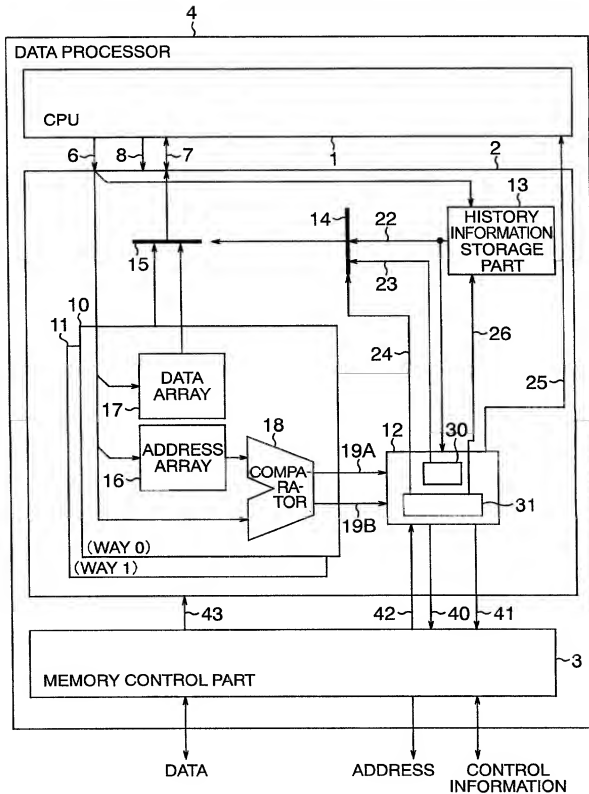 4
DATA PROCESSOR
CPU
6
8
7
1
2
13
HISTORY
INFORMATION
STORAGE
PART
14
22
15
23
10
11
24
26
25
DATA
ARRAY
17
18
12
30
ADDRESS
ARRAY
16
COMPA-
RA-
TOR
19A
19B
31
(WAY 0)
(WAY 1)
43
42
40
41
MEMORY CONTROL PART
3
DATA
ADDRESS
CONTROL
INFORMATION